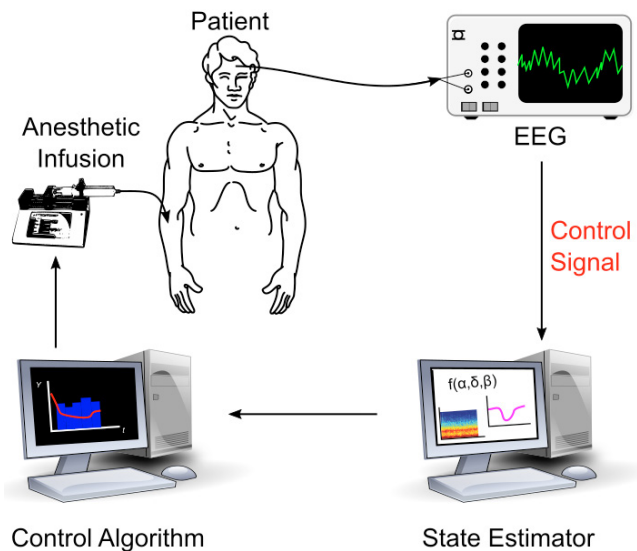 Patient
Anesthetic
Infusion
EEG
Control
Signal
f(α,δ,β)
γ
t
Control Algorithm
State Estimator